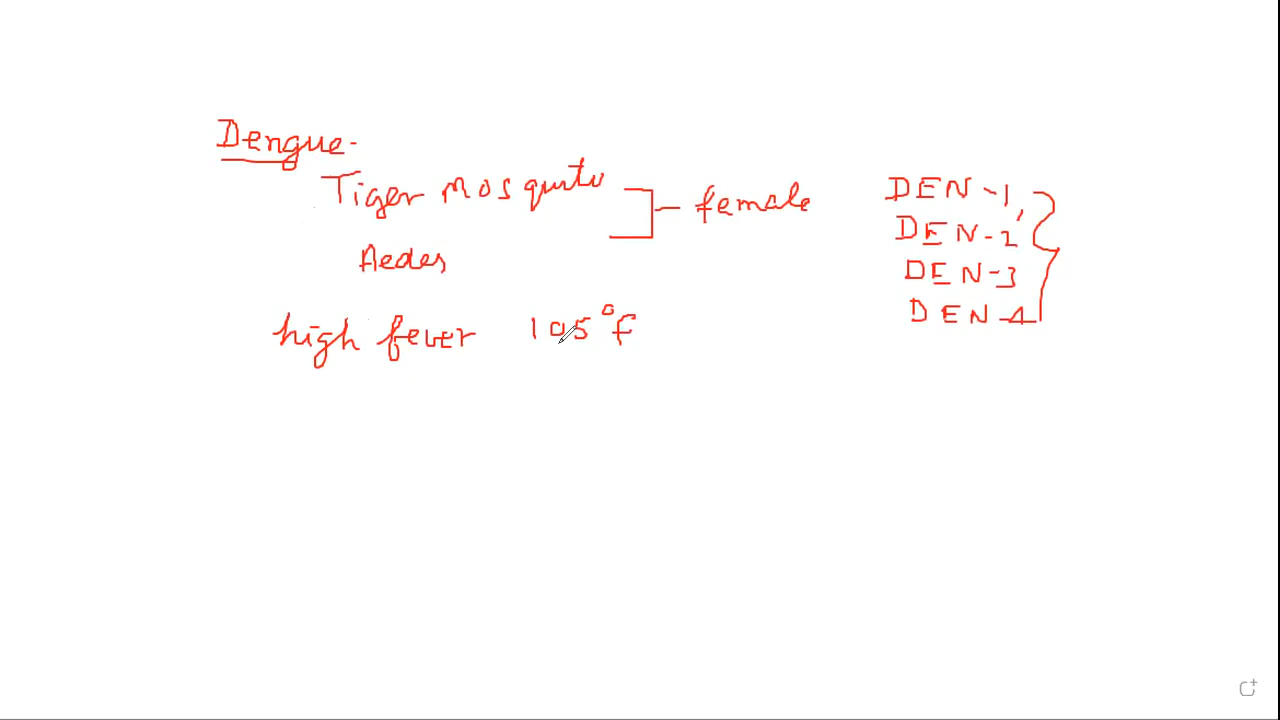 Dengue-
Tiger Mosquito
female
Aedes
high fever 105°F
DEN-1,
DEN-2
DEN-3
DEN-4